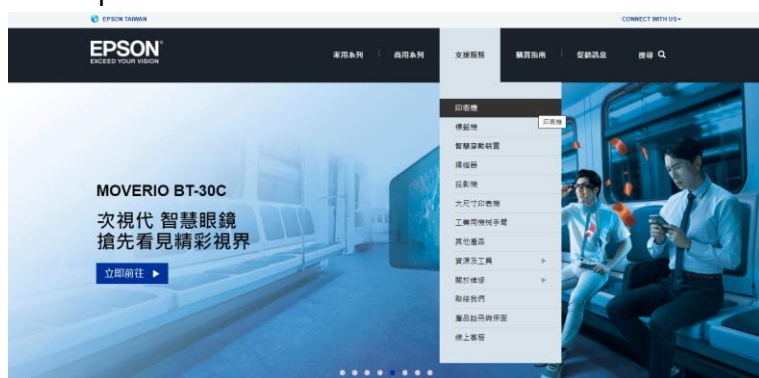 EPSON TAIWAN
CONNECT WITH US
EPSON
EXCEED YOUR VISION
家用系列
商用系列
支援服務
購買指南
促銷訊息
搜尋
印表機
印表機
標籤機
智慧穿戴裝置
掃描器
投影機
大尺寸印表機
工業用機械手臂
其他產品
資源及工具
關於維修
聯絡我們
產品註冊與保固
線上客服
MOVERIO BT-30C
次視代 智慧眼鏡
搶先看見精彩視界
立即前往